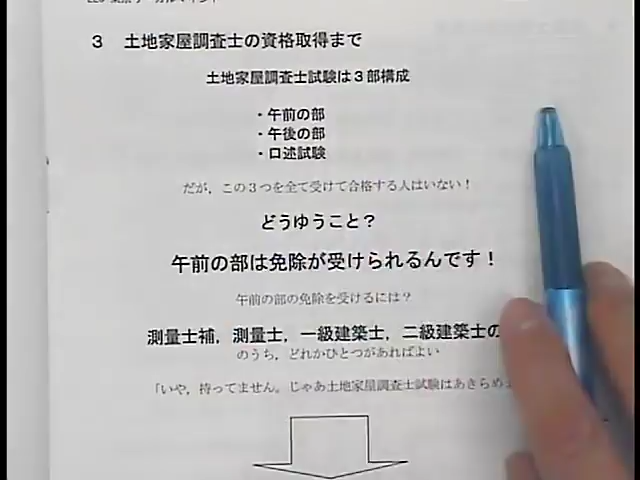 3 土地家屋調査士の資格取得まで
土地家屋調査士試験は3部構成
・午前の部
・午後の部
・口述試験
だが，この3つを全て受けて合格する人はいない！
どうゆうこと？
午前の部は免除が受けられるんです！
午前の部の免除を受けるには？
測量士補，測量士，一級建築士，二級建築士の
のうち，どれかひとつがあればよい
「いや，持ってません。じゃあ土地家屋調査士試験はあきらめ